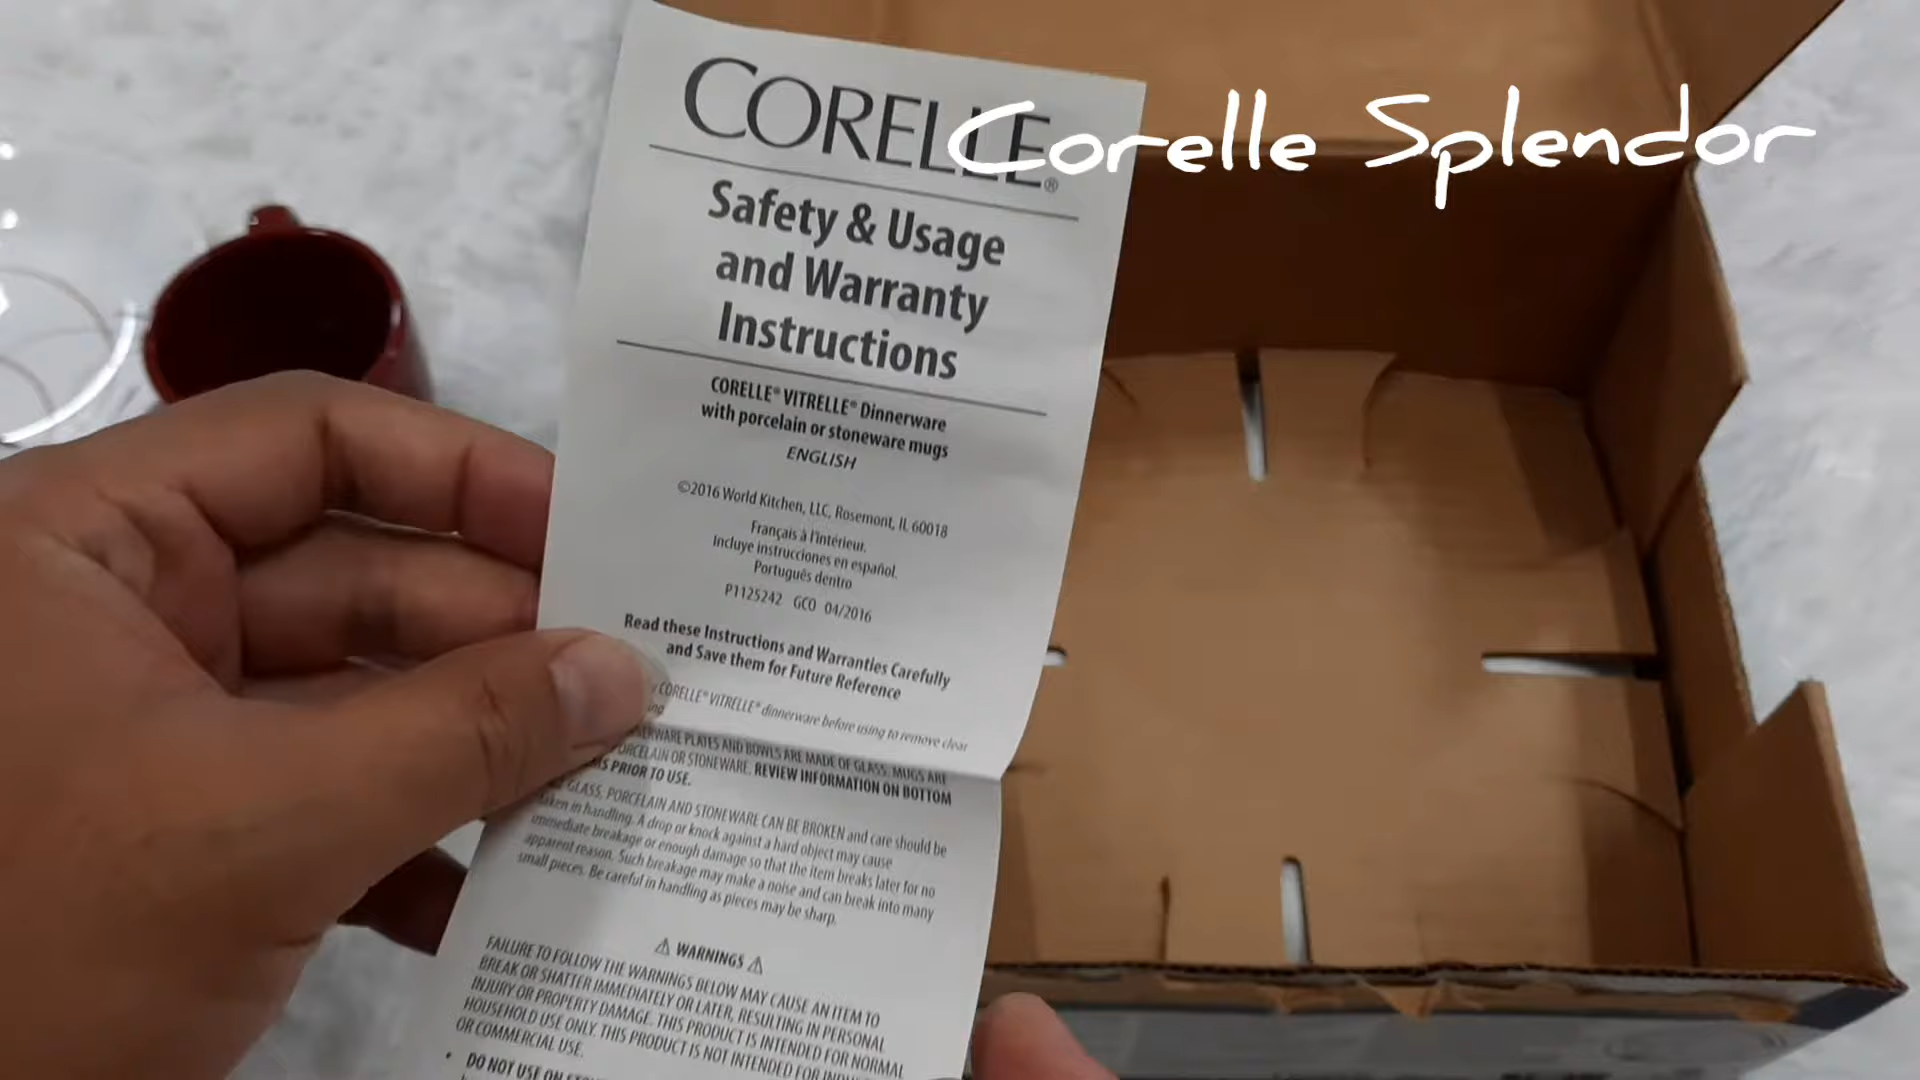 CORELLE®
Corelle Splendor
Safety & Usage
and Warranty
Instructions
CORELLE® VITRELLE® Dinnerware
with porcelain or stoneware mugs
ENGLISH
©2016 World Kitchen, LLC, Rosemont, IL 60018
Français à l'intérieur.
Incluye instrucciones en español.
Português dentro
P1125242 GCO 04/2016
Read these Instructions and Warranties Carefully
and Save them for Future Reference
CORELLE® VITRELLE® dinnerware before using to remove clear
PLATES AND BOWLS ARE MADE OF GLASS. MUGS ARE
PORCELAIN OR STONEWARE. REVIEW INFORMATION ON BOTTOM
PRIOR TO USE.
GLASS, PORCELAIN AND STONEWARE CAN BE BROKEN and care should be
taken in handling. A drop or knock against a hard object may cause
immediate breakage or enough damage so that the item breaks later for no
apparent reason. Such breakage may make a noise and can break into many
small pieces. Be careful in handling as pieces may be sharp.
⚠ WARNINGS ⚠
FAILURE TO FOLLOW THE WARNINGS BELOW MAY CAUSE AN ITEM TO
BREAK OR SHATTER IMMEDIATELY OR LATER, RESULTING IN PERSONAL
INJURY OR PROPERTY DAMAGE. THIS PRODUCT IS INTENDED FOR NORMAL
HOUSEHOLD USE ONLY. THIS PRODUCT IS NOT INTENDED FOR
OR COMMERCIAL USE.
• DO NOT USE ON